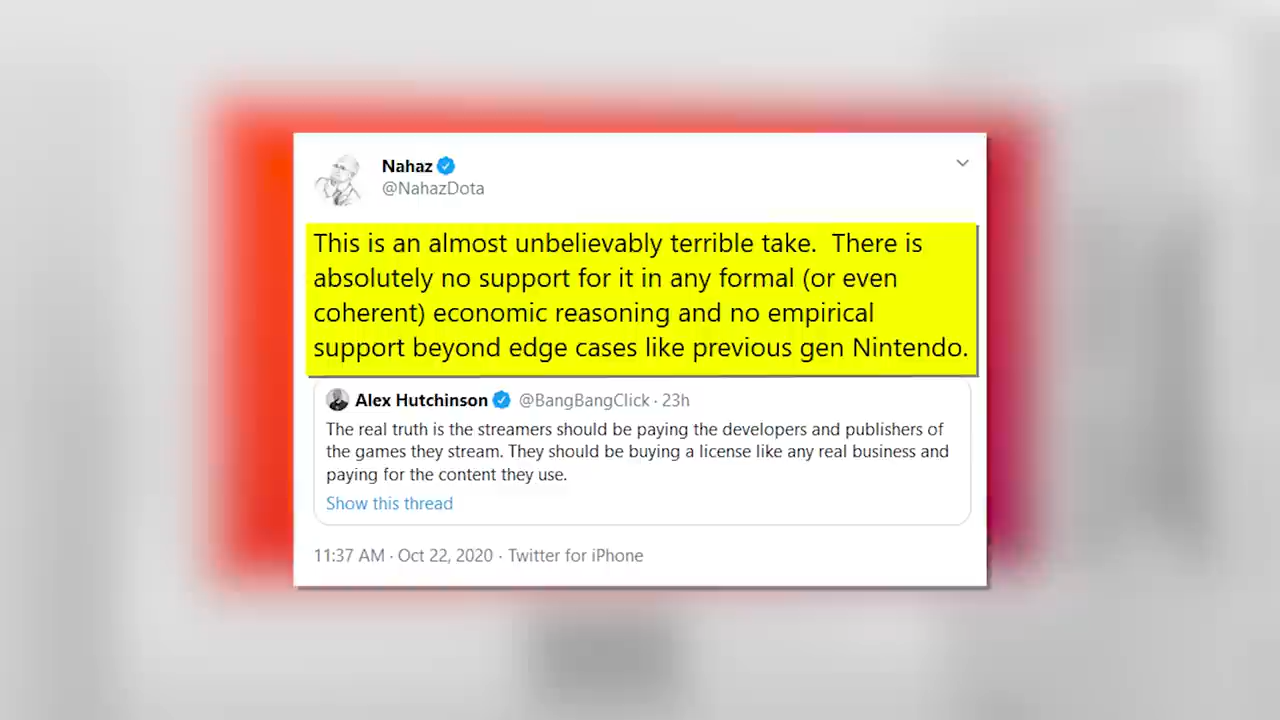 Nahaz
@NahazDota
This is an almost unbelievably terrible take. There is
absolutely no support for it in any formal (or even
coherent) economic reasoning and no empirical
support beyond edge cases like previous gen Nintendo.
Alex Hutchinson @BangBangClick · 23h
The real truth is the streamers should be paying the developers and publishers of
the games they stream. They should be buying a license like any real business and
paying for the content they use.
Show this thread
11:37 AM · Oct 22, 2020 · Twitter for iPhone